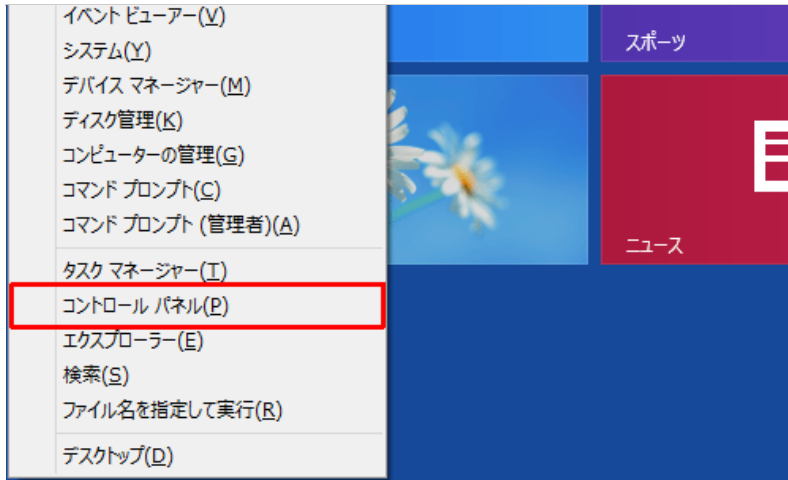 イベント ビューアー(V)
システム(Y)
デバイス マネージャー(M)
ディスク管理(K)
コンピューターの管理(G)
コマンド プロンプト(C)
コマンド プロンプト (管理者)(A)
タスク マネージャー(T)
コントロール パネル(P)
エクスプローラー(E)
検索(S)
ファイル名を指定して実行(R)
デスクトップ(D)
スポーツ
ニュース